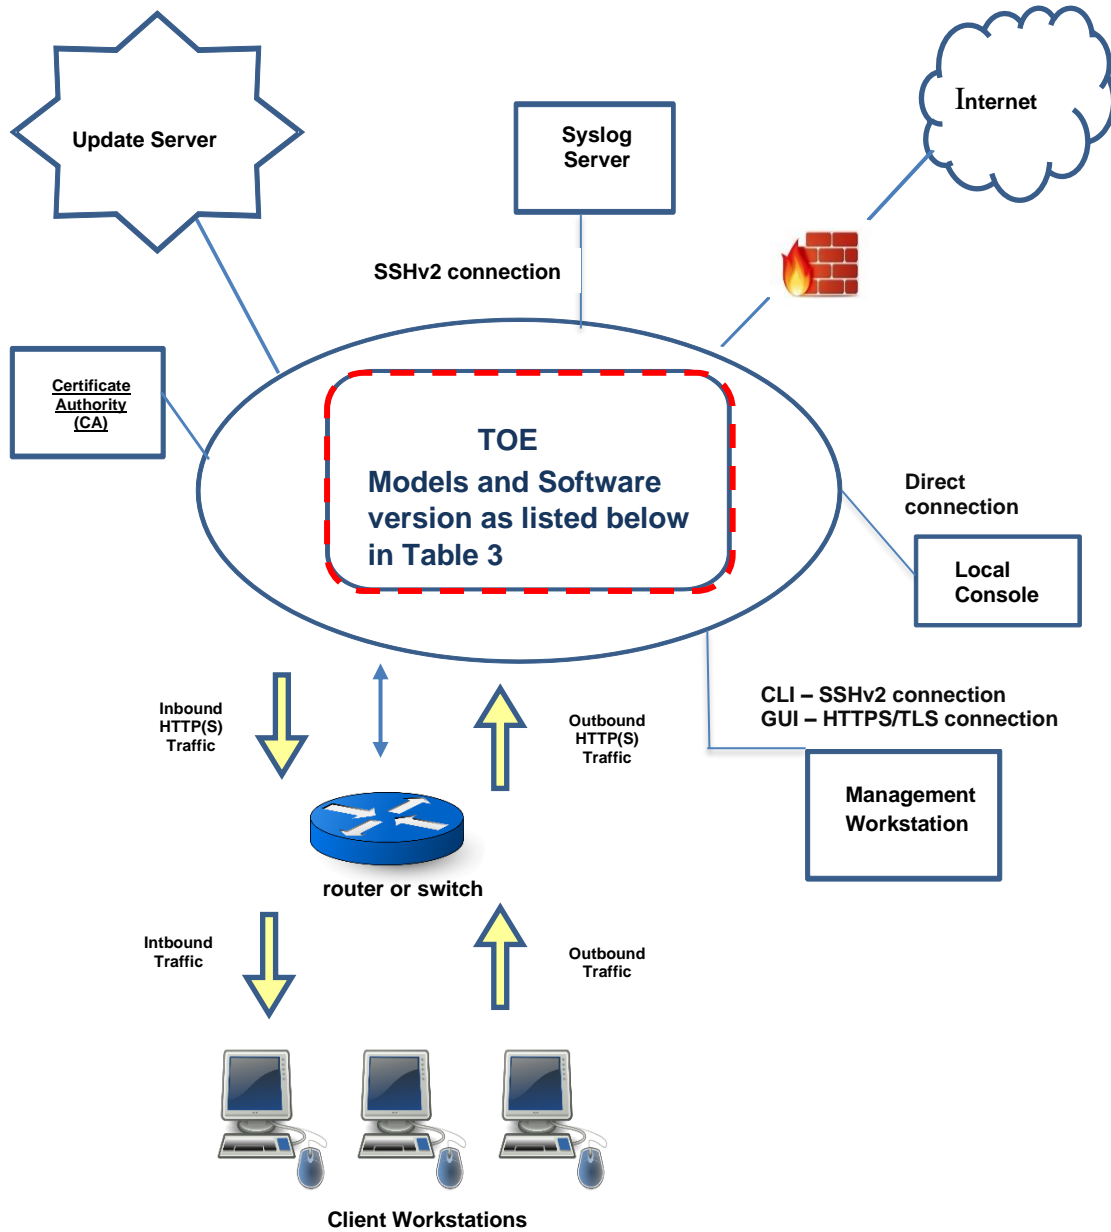 Update Server
Syslog
Server
Internet
SSHv2 connection
Certificate
Authority
(CA)
TOE
Models and Software
version as listed below
in Table 3
Direct
connection
Local
Console
CLI – SSHv2 connection
GUI – HTTPS/TLS connection
Management
Workstation
Inbound
HTTP(S)
Traffic
Outbound
HTTP(S)
Traffic
router or switch
Intbound
Traffic
Outbound
Traffic
Client Workstations